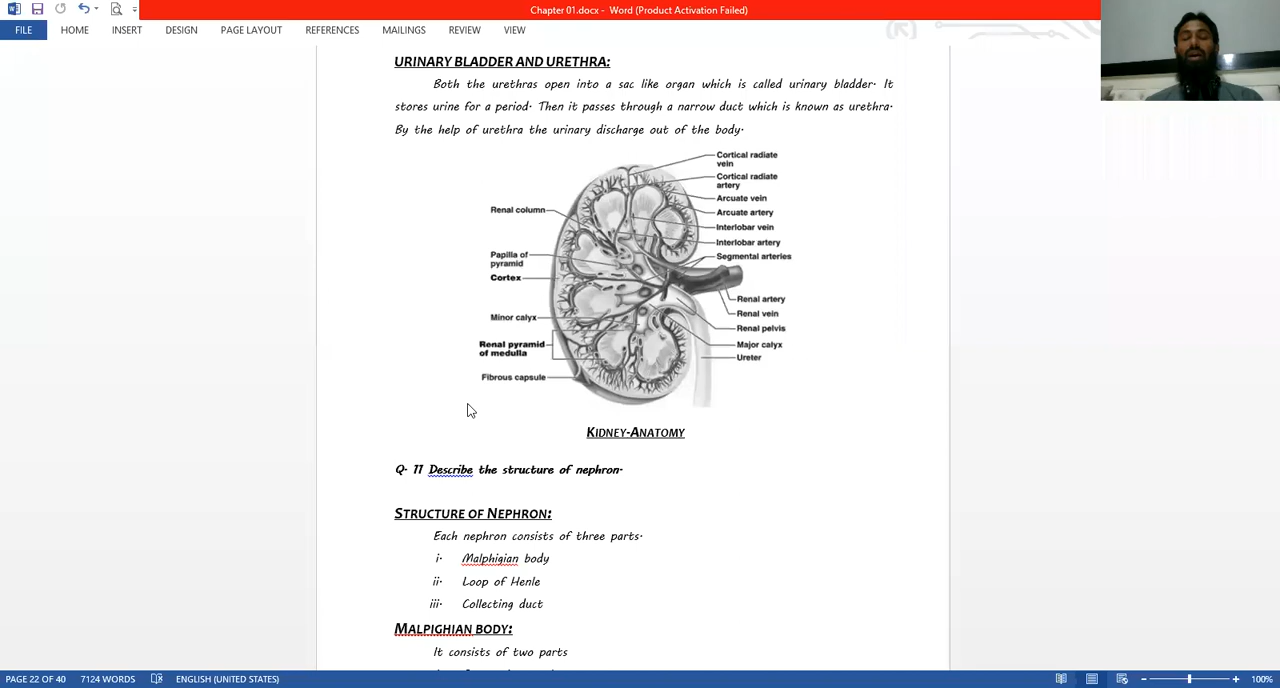 Chapter 01.docx - Word (Product Activation Failed)
FILE HOME INSERT DESIGN PAGE LAYOUT REFERENCES MAILINGS REVIEW VIEW
URINARY BLADDER AND URETHRA:
Both the urethras open into a sac like organ which is called urinary bladder. It
stores urine for a period. Then it passes through a narrow duct which is known as urethra.
By the help of urethra the urinary discharge out of the body.
Cortical radiate
vein
Cortical radiate
artery
Arcuate vein
Arcuate artery
Interlobar vein
Interlobar artery
Segmental arteries
Renal artery
Renal vein
Renal pelvis
Major calyx
Ureter
Renal column
Papilla of
pyramid
Cortex
Minor calyx
Renal pyramid
of medulla
Fibrous capsule
KIDNEY-ANATOMY
Q. 11 Describe the structure of nephron.
STRUCTURE OF NEPHRON:
Each nephron consists of three parts.
i. Malphigian body
ii. Loop of Henle
iii. Collecting duct
MALPIGHIAN BODY:
It consists of two parts
PAGE 22 OF 40 7124 WORDS ENGLISH (UNITED STATES) 100%